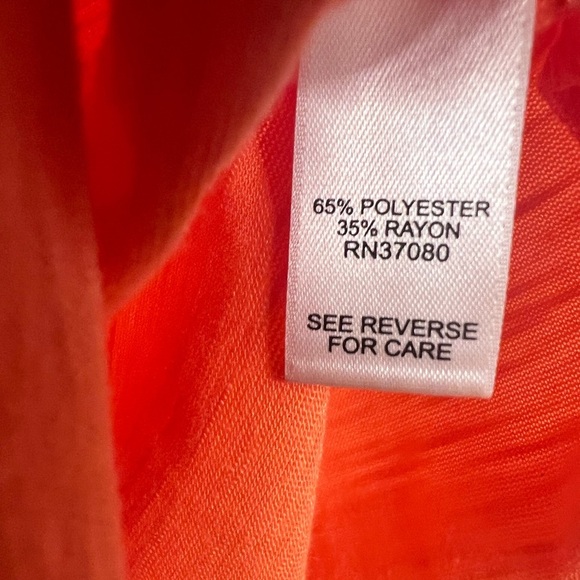 65% POLYESTER
35% RAYON
RN37080
SEE REVERSE
FOR CARE